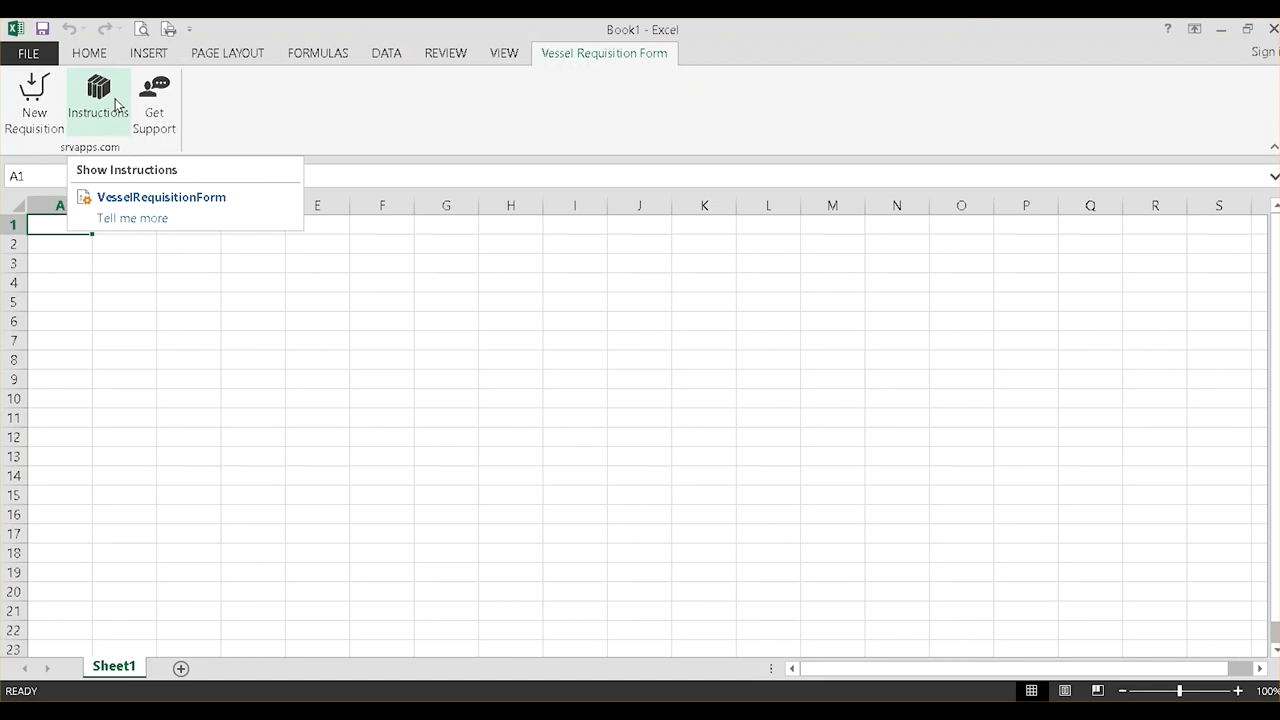 Book1 - Excel
?
FILE HOME INSERT PAGE LAYOUT FORMULAS DATA REVIEW VIEW Vessel Requisition Form Sign i
New Requisition
Instructions
Get Support
srvapps.com
A1
Show Instructions
VesselRequisitionForm
Tell me more
A E F G H I J K L M N O P Q R S
1
2
3
4
5
6
7
8
9
10
11
12
13
14
15
16
17
18
19
20
21
22
23
Sheet1
READY 100%